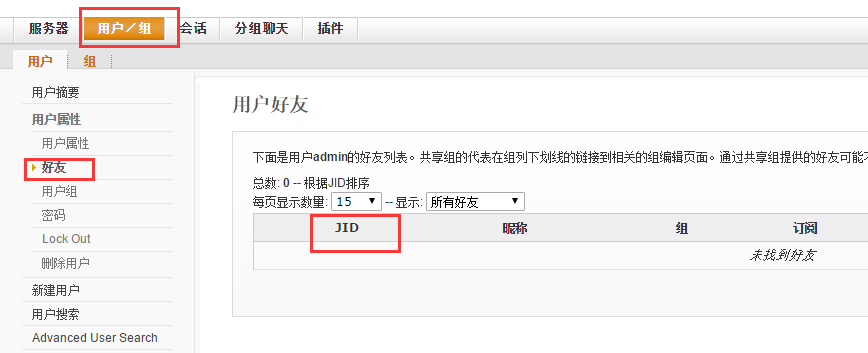 服务器 用户／组 会话 分组聊天 插件
用户 组
用户摘要
用户属性
用户属性
好友
用户组
密码
Lock Out
删除用户
新建用户
用户搜索
Advanced User Search
用户好友
下面是用户admin的好友列表。共享组的代表在组列下划线的链接到相关的组编辑页面。通过共享组提供的好友可能
总数: 0 -- 根据JID排序
每页显示数量: 15 -- 显示: 所有好友
JID 昵称 组 订阅
未找到好友